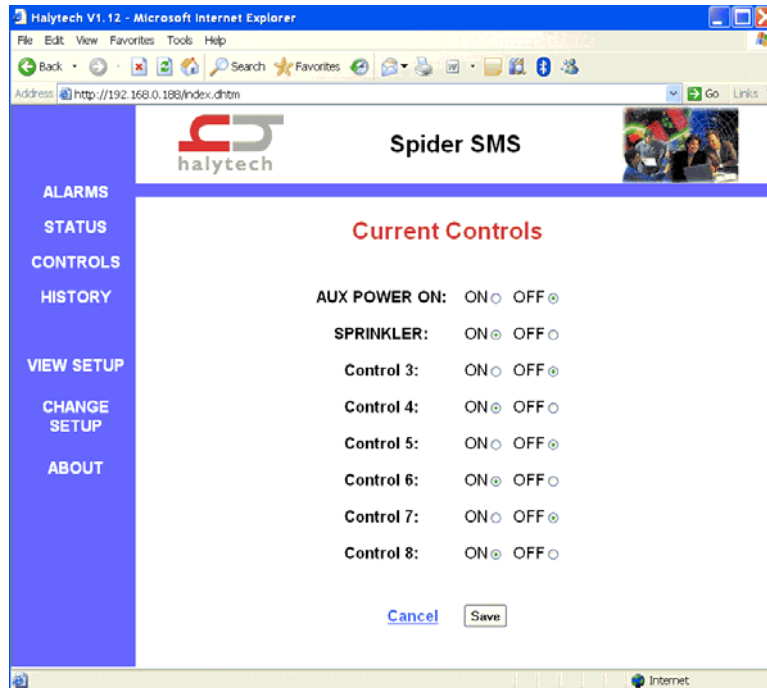 Halytech V1.12 - Microsoft Internet Explorer
File Edit View Favorites Tools Help
Back Search Favorites
Address http://192.168.0.188/index.dhtm Go Links
halytech
Spider SMS
ALARMS
STATUS
CONTROLS
HISTORY
VIEW SETUP
CHANGE
SETUP
ABOUT
Current Controls
AUX POWER ON: ON OFF
SPRINKLER: ON OFF
Control 3: ON OFF
Control 4: ON OFF
Control 5: ON OFF
Control 6: ON OFF
Control 7: ON OFF
Control 8: ON OFF
Cancel Save
Internet